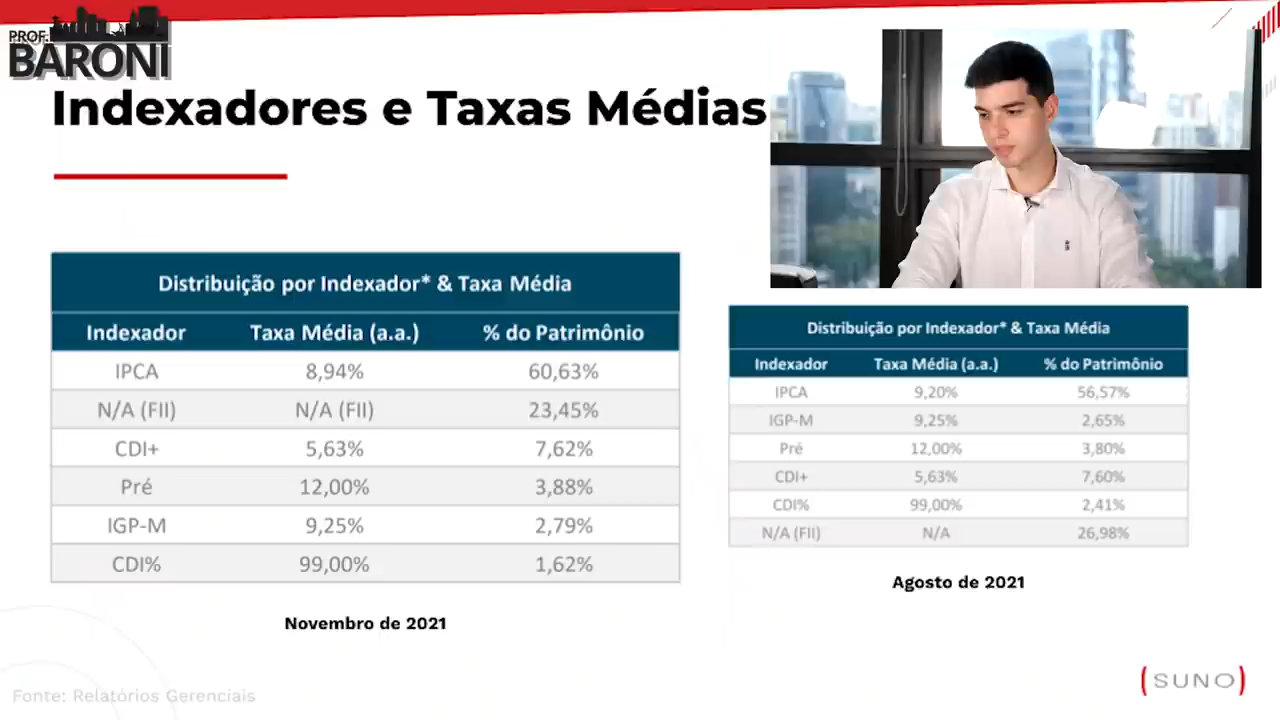 PROF.
BARONI
Indexadores e Taxas Médias
Distribuição por Indexador* & Taxa Média
Indexador Taxa Média (a.a.) % do Patrimônio
IPCA 8,94% 60,63%
N/A (FII) N/A (FII) 23,45%
CDI+ 5,63% 7,62%
Pré 12,00% 3,88%
IGP-M 9,25% 2,79%
CDI% 99,00% 1,62%
Novembro de 2021
Distribuição por Indexador* & Taxa Média
Indexador Taxa Média (a.a.) % do Patrimônio
IPCA 9,20% 56,57%
IGP-M 9,25% 2,65%
Pré 12,00% 3,80%
CDI+ 5,63% 7,60%
CDI% 99,00% 2,41%
N/A (FII) N/A 26,98%
Agosto de 2021
Fonte: Relatórios Gerenciais
(SUNO)